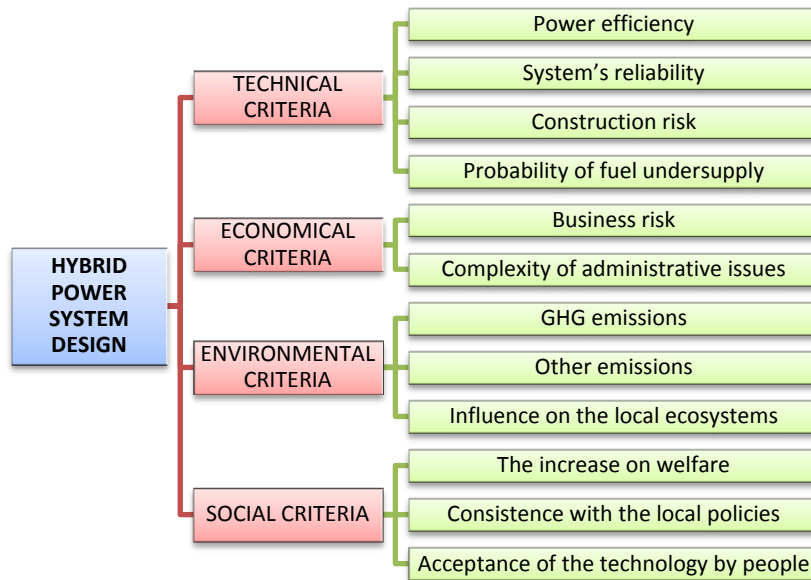 HYBRID
POWER
SYSTEM
DESIGN
TECHNICAL
CRITERIA
Power efficiency
System’s reliability
Construction risk
Probability of fuel undersupply
ECONOMICAL
CRITERIA
Business risk
Complexity of administrative issues
ENVIRONMENTAL
CRITERIA
GHG emissions
Other emissions
Influence on the local ecosystems
SOCIAL CRITERIA
The increase on welfare
Consistence with the local policies
Acceptance of the technology by people